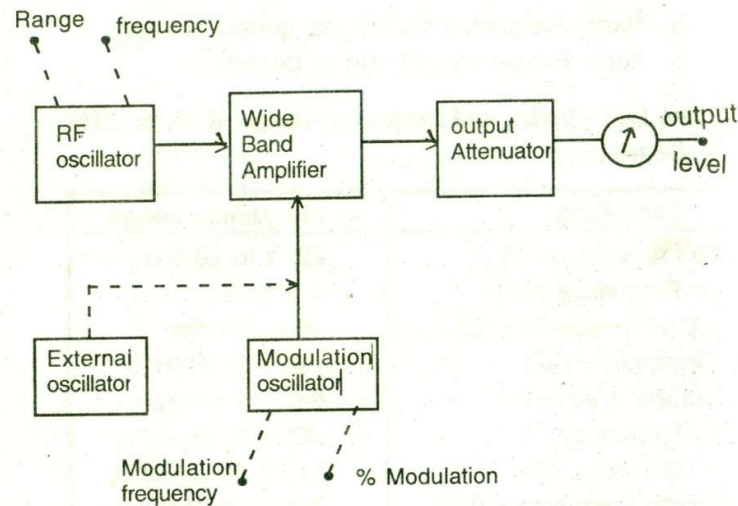 Range
frequency
RF
oscillator
Wide
Band
Amplifier
output
Attenuator
output
level
External
oscillator
Modulation
oscillator
Modulation
frequency
% Modulation